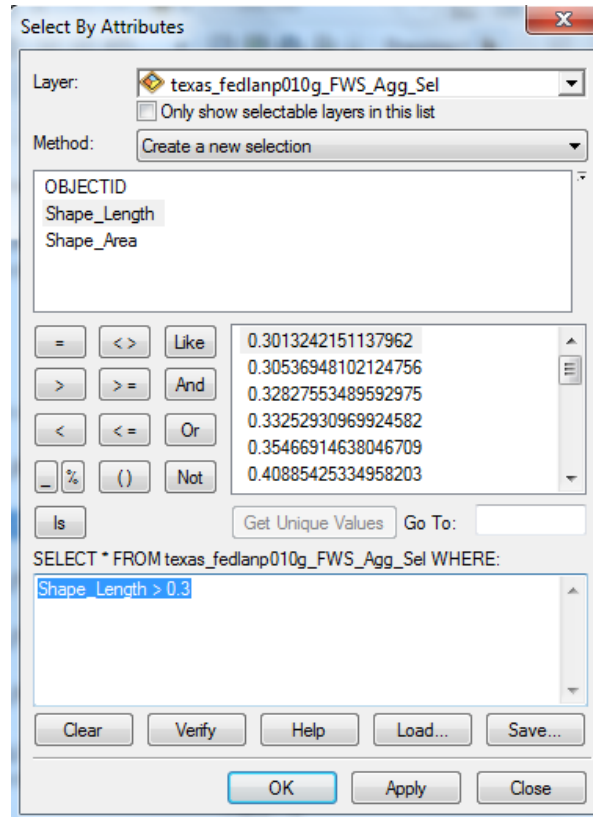 Select By Attributes
x
Layer: texas_fedlanp010g_FWS_Agg_Sel
Only show selectable layers in this list
Method: Create a new selection
OBJECTID
Shape_Length
Shape_Area
= <> Like
> >= And
< <= Or
_ % () Not
Is
0.3013242151137962
0.30536948102124756
0.32827553489592975
0.33252930969924582
0.35466914638046709
0.40885425334958203
Get Unique Values Go To:
SELECT * FROM texas_fedlanp010g_FWS_Agg_Sel WHERE:
Shape_Length > 0.3
Clear Verify Help Load... Save...
OK Apply Close